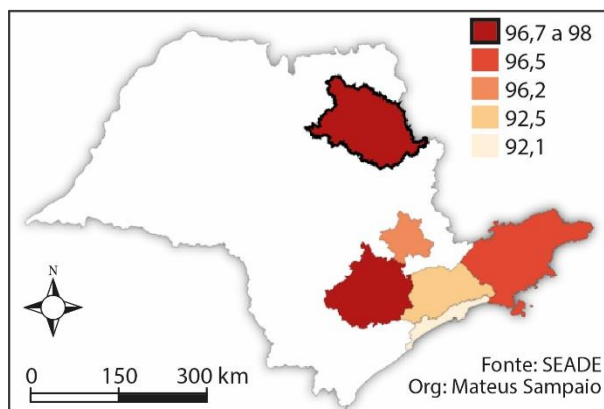 96,7 a 98
96,5
96,2
92,5
92,1
N
0 150 300 km
Fonte: SEADE
Org: Mateus Sampaio